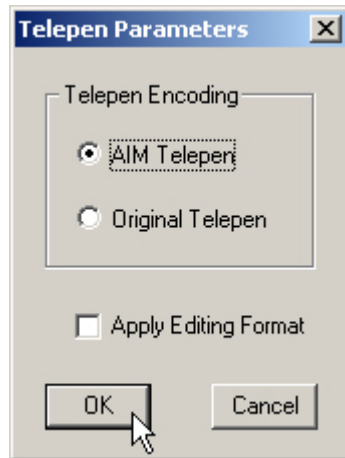 Telepen Parameters
Telepen Encoding
AIM Telepen
Original Telepen
Apply Editing Format
OK Cancel